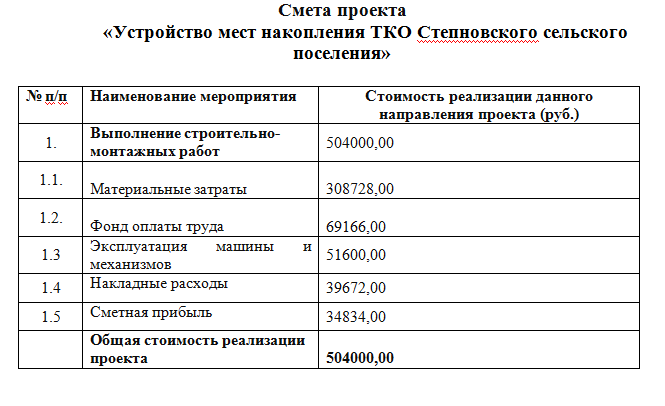 Смета проекта
«Устройство мест накопления ТКО Степновского сельского
поселения»
№ п/п Наименование мероприятия Стоимость реализации данного
направления проекта (руб.)
1. Выполнение строительно-
монтажных работ 504000,00
1.1. Материальные затраты 308728,00
1.2. Фонд оплаты труда 69166,00
1.3 Эксплуатация машины и
механизмов 51600,00
1.4 Накладные расходы 39672,00
1.5 Сметная прибыль 34834,00
Общая стоимость реализации
проекта 504000,00